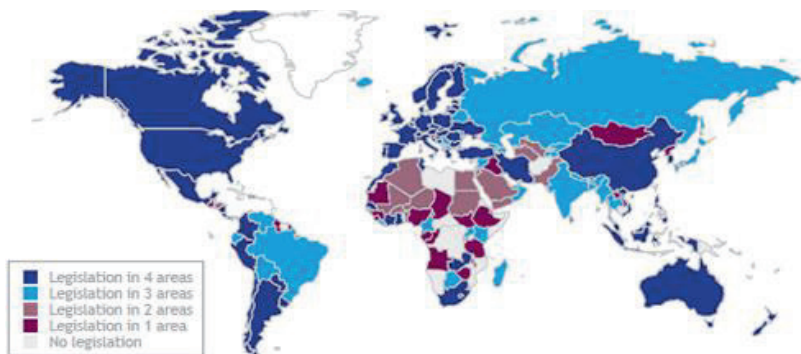 Legislation in 4 areas
Legislation in 3 areas
Legislation in 2 areas
Legislation in 1 area
No legislation